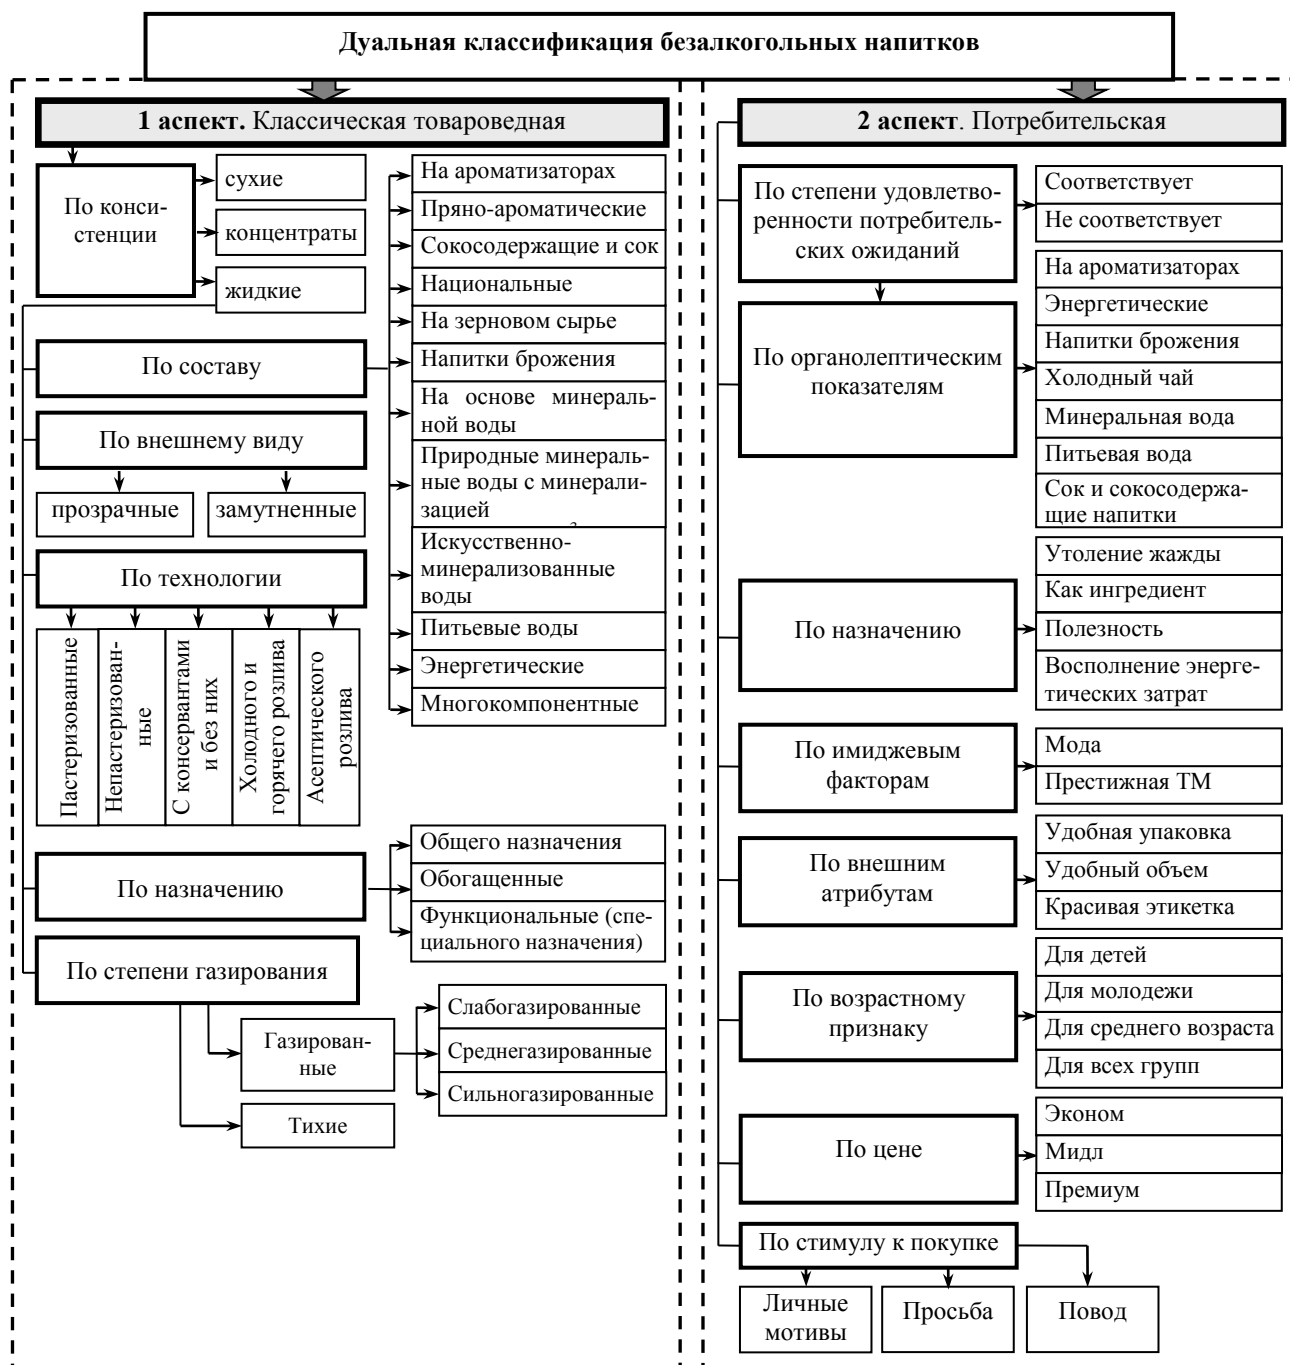 Дуальная классификация безалкогольных напитков
1 аспект. Классическая товароведная
По конси-
стенции
сухие
концентраты
жидкие
По составу
На ароматизаторах
Пряно-ароматические
Сокосодержащие и сок
Национальные
На зерновом сырье
Напитки брожения
На основе минераль-
ной воды
Природные минераль-
ные воды с минерали-
зацией
Искусственно-
минерализованные
воды
Питьевые воды
Энергетические
Многокомпонентные
По внешнему виду
прозрачные
замутненные
По технологии
Пастеризованные
Непастеризован-
ные
С консервантами
и без них
Холодного и
горячего розлива
Асептического
розлива
По назначению
Общего назначения
Обогащенные
Функциональные (спе-
циального назначения)
По степени газирования
Газирован-
ные
Слабогазированные
Среднегазированные
Сильногазированные
Тихие
2 аспект. Потребительская
По степени удовлетво-
ренности потребитель-
ских ожиданий
Соответствует
Не соответствует
По органолептическим
показателям
На ароматизаторах
Энергетические
Напитки брожения
Холодный чай
Минеральная вода
Питьевая вода
Сок и сокосодержа-
щие напитки
По назначению
Утоление жажды
Как ингредиент
Полезность
Восполнение энерге-
тических затрат
По имиджевым
факторам
Мода
Престижная ТМ
По внешним
атрибутам
Удобная упаковка
Удобный объем
Красивая этикетка
По возрастному
признаку
Для детей
Для молодежи
Для среднего возраста
Для всех групп
По цене
Эконом
Мидл
Премиум
По стимулу к покупке
Личные
мотивы
Просьба
Повод